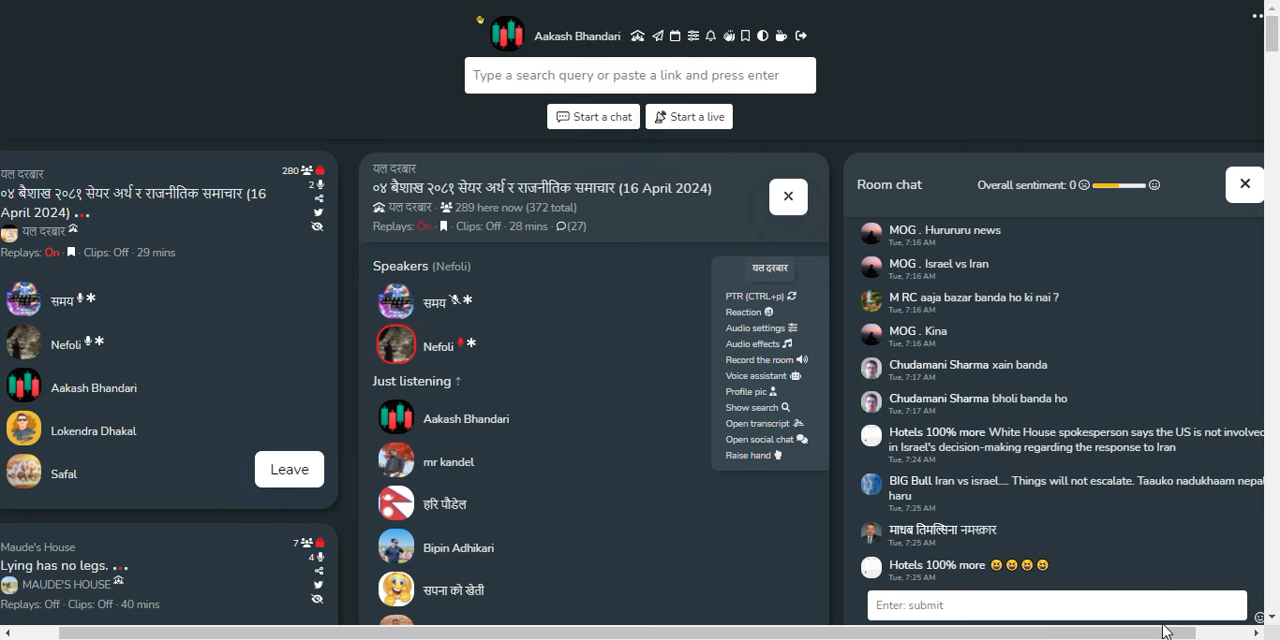 Aakash Bhandari
Type a search query or paste a link and press enter
Start a chat
Start a live
यल दरबार
280
०४ बैशाख २०८१ सेयर अर्थ र राजनीतिक समाचार (16
2
April 2024)
यल दरबार
Replays: On · Clips: Off · 29 mins
समय
Nefoli
Aakash Bhandari
Lokendra Dhakal
Safal
Leave
Maude's House
7
Lying has no legs.
4
MAUDE'S HOUSE
Replays: Off · Clips: Off · 40 mins
यल दरबार
०४ बैशाख २०८१ सेयर अर्थ र राजनीतिक समाचार (16 April 2024)
यल दरबार · 289 here now (372 total)
Replays: On · Clips: Off · 28 mins · (27)
Speakers (Nefoli)
समय
Nefoli
Just listening ↑
Aakash Bhandari
mr kandel
हरि पौडेल
Bipin Adhikari
सपना को खेती
यल दरबार
PTR (CTRL+p)
Reaction
Audio settings
Audio effects
Record the room
Voice assistant
Profile pic
Show search
Open transcript
Open social chat
Raise hand
Room chat
Overall sentiment: 0
MOG . Hurururu news
Tue, 7:16 AM
MOG . Israel vs Iran
Tue, 7:16 AM
M RC aaja bazar banda ho ki nai ?
Tue, 7:16 AM
MOG . Kina
Tue, 7:16 AM
Chudamani Sharma xain banda
Tue, 7:17 AM
Chudamani Sharma bholi banda ho
Tue, 7:17 AM
Hotels 100% more White House spokesperson says the US is not involved
in Israel's decision-making regarding the response to Iran
Tue, 7:24 AM
BIG Bull Iran vs israel.... Things will not escalate. Taauko nadukhaam nepal
haru
Tue, 7:25 AM
माधब तिमल्सिना नमस्कार
Tue, 7:25 AM
Hotels 100% more 😆 😆 😆 😆
Tue, 7:25 AM
Enter: submit